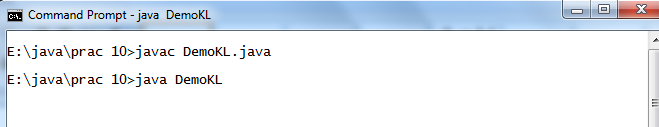 Command Prompt - java  DemoKL
E:\java\prac 10>javac DemoKL.java
E:\java\prac 10>java DemoKL